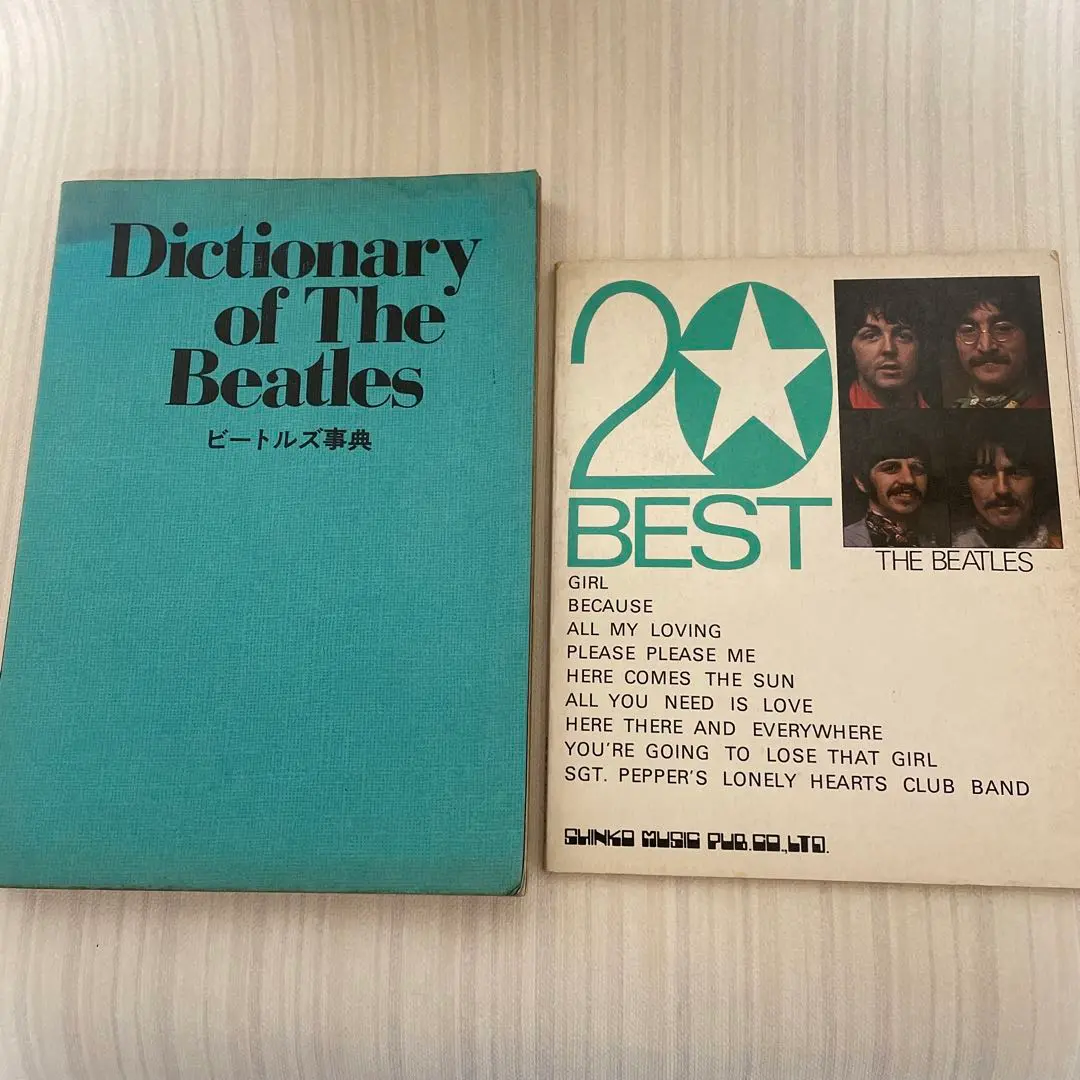 Dictionary
of The
Beatles
ビートルズ事典
20
BEST
THE BEATLES
GIRL
BECAUSE
ALL MY LOVING
PLEASE PLEASE ME
HERE COMES THE SUN
ALL YOU NEED IS LOVE
HERE THERE AND EVERYWHERE
YOU'RE GOING TO LOSE THAT GIRL
SGT. PEPPER'S LONELY HEARTS CLUB BAND
SHINKO MUSIC PUB.CO.,LTD.